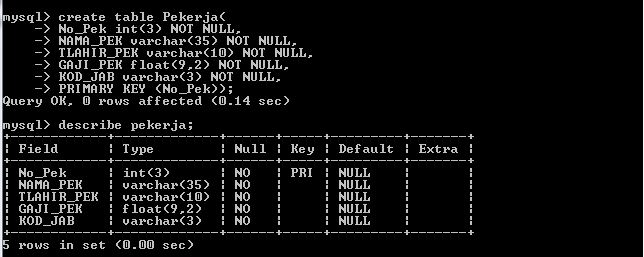 mysql> create table Pekerja(
    -> No_Pek int(3) NOT NULL,
    -> NAMA_PEK varchar(35) NOT NULL,
    -> TLAHIR_PEK varchar(10) NOT NULL,
    -> GAJI_PEK float(9,2) NOT NULL,
    -> KOD_JAB varchar(3) NOT NULL,
    -> PRIMARY KEY (No_Pek));
Query OK, 0 rows affected (0.14 sec)
mysql> describe pekerja;
+------------+-------------+------+-----+---------+-------+
| Field      | Type        | Null | Key | Default | Extra |
+------------+-------------+------+-----+---------+-------+
| No_Pek     | int(3)      | NO   | PRI | NULL    |       |
| NAMA_PEK   | varchar(35) | NO   |     | NULL    |       |
| TLAHIR_PEK | varchar(10) | NO   |     | NULL    |       |
| GAJI_PEK   | float(9,2)  | NO   |     | NULL    |       |
| KOD_JAB    | varchar(3)  | NO   |     | NULL    |       |
+------------+-------------+------+-----+---------+-------+
5 rows in set (0.00 sec)